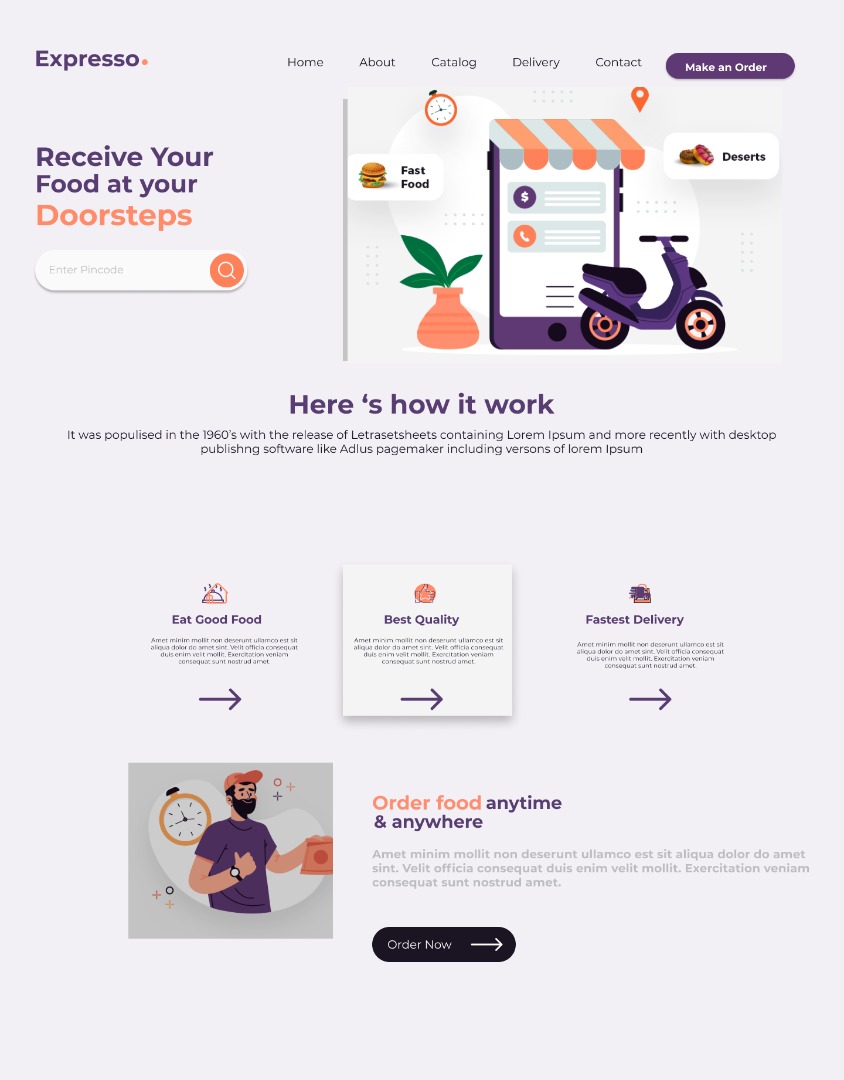 Expresso.
Home About Catalog Delivery Contact Make an Order
Receive Your
Food at your
Doorsteps
Enter Pincode
Fast
Food
Deserts
$
Here ‘s how it work
It was populised in the 1960’s with the release of Letrasetsheets containing Lorem Ipsum and more recently with desktop
publishng software like Adlus pagemaker including versons of lorem Ipsum
Eat Good Food
Amet minim mollit non deserunt ullamco est sit
aliqua dolor do amet sint. Velit officia consequat
duis enim velit mollit. Exercitation veniam
consequat sunt nostrud amet.
Best Quality
Amet minim mollit non deserunt ullamco est sit
aliqua dolor do amet sint. Velit officia consequat
duis enim velit mollit. Exercitation veniam
consequat sunt nostrud amet.
Fastest Delivery
Amet minim mollit non deserunt ullamco est sit
aliqua dolor do amet sint. Velit officia consequat
duis enim velit mollit. Exercitation veniam
consequat sunt nostrud amet.
Order food anytime
& anywhere
Amet minim mollit non deserunt ullamco est sit aliqua dolor do amet
sint. Velit officia consequat duis enim velit mollit. Exercitation veniam
consequat sunt nostrud amet.
Order Now